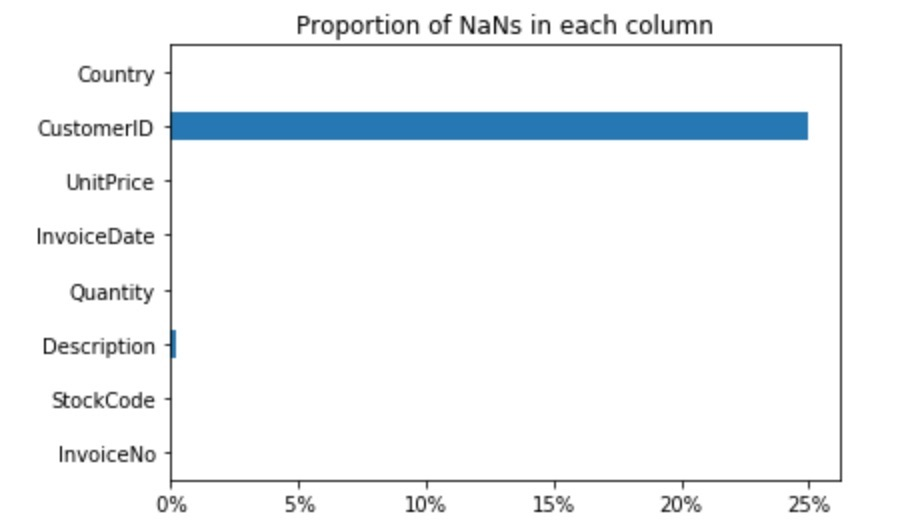 Proportion of NaNs in each column
Country
CustomerID
UnitPrice
InvoiceDate
Quantity
Description
StockCode
InvoiceNo
0% 5% 10% 15% 20% 25%